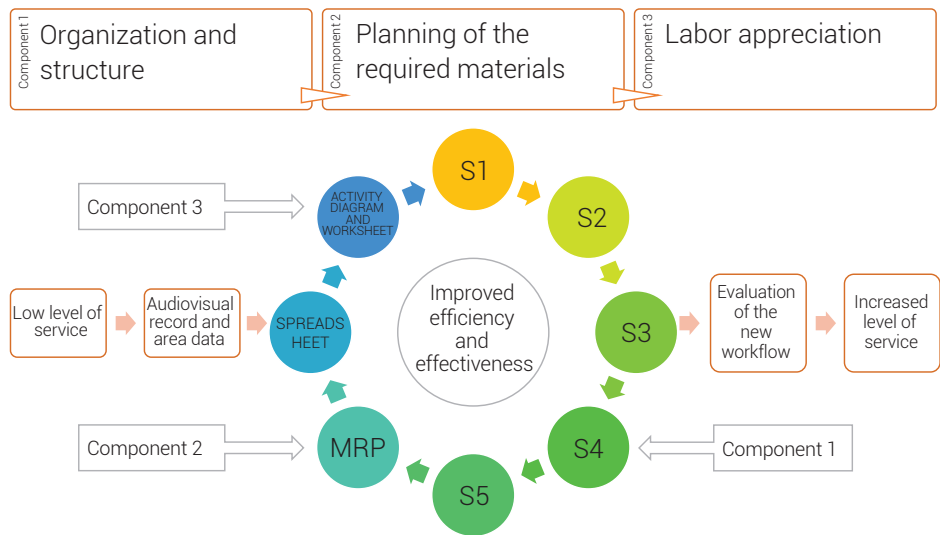 Component 1
Organization and
structure
Component 2
Planning of the
required materials
Component 3
Labor appreciation
S1
ACTIVITY
DIAGRAM
AND
WORKSHEET
S2
Component 3
Low level of
service
Audiovisual
record and
area data
SPREADS
HEET
Improved
efficiency
and
effectiveness
S3
Evaluation
of the
new
workflow
Increased
level of
service
Component 2
MRP
S4
Component 1
S5